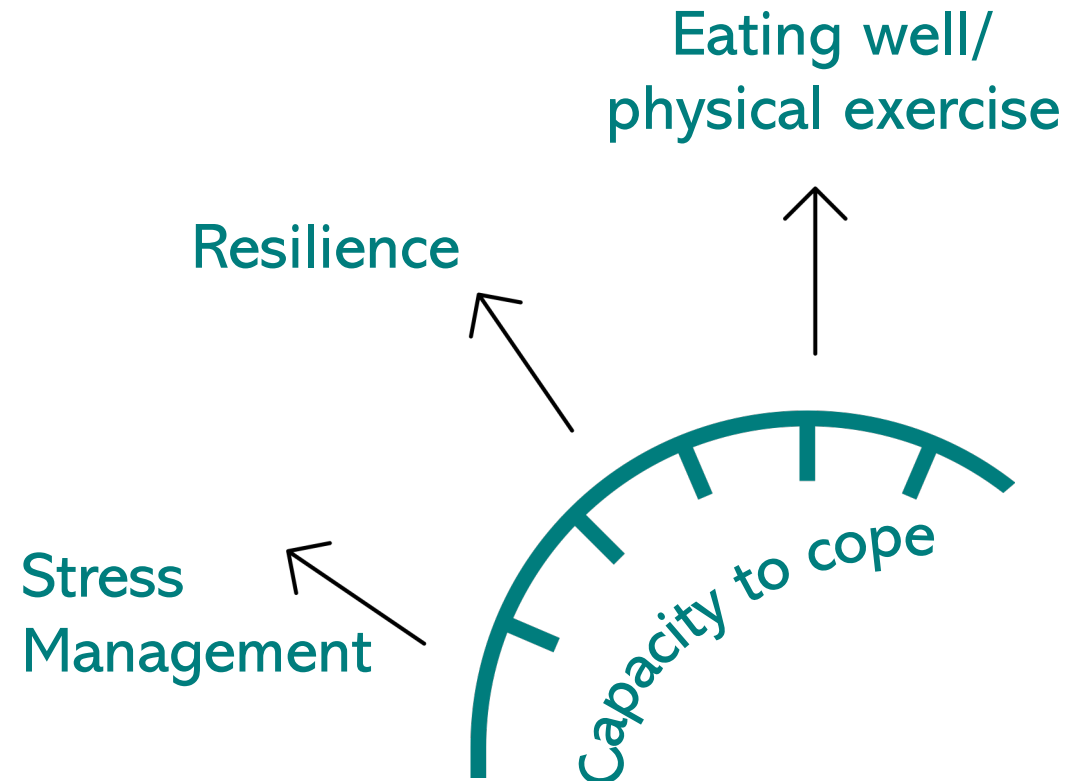 Eating well/
physical exercise
Resilience
Stress
Management
Capacity to cope